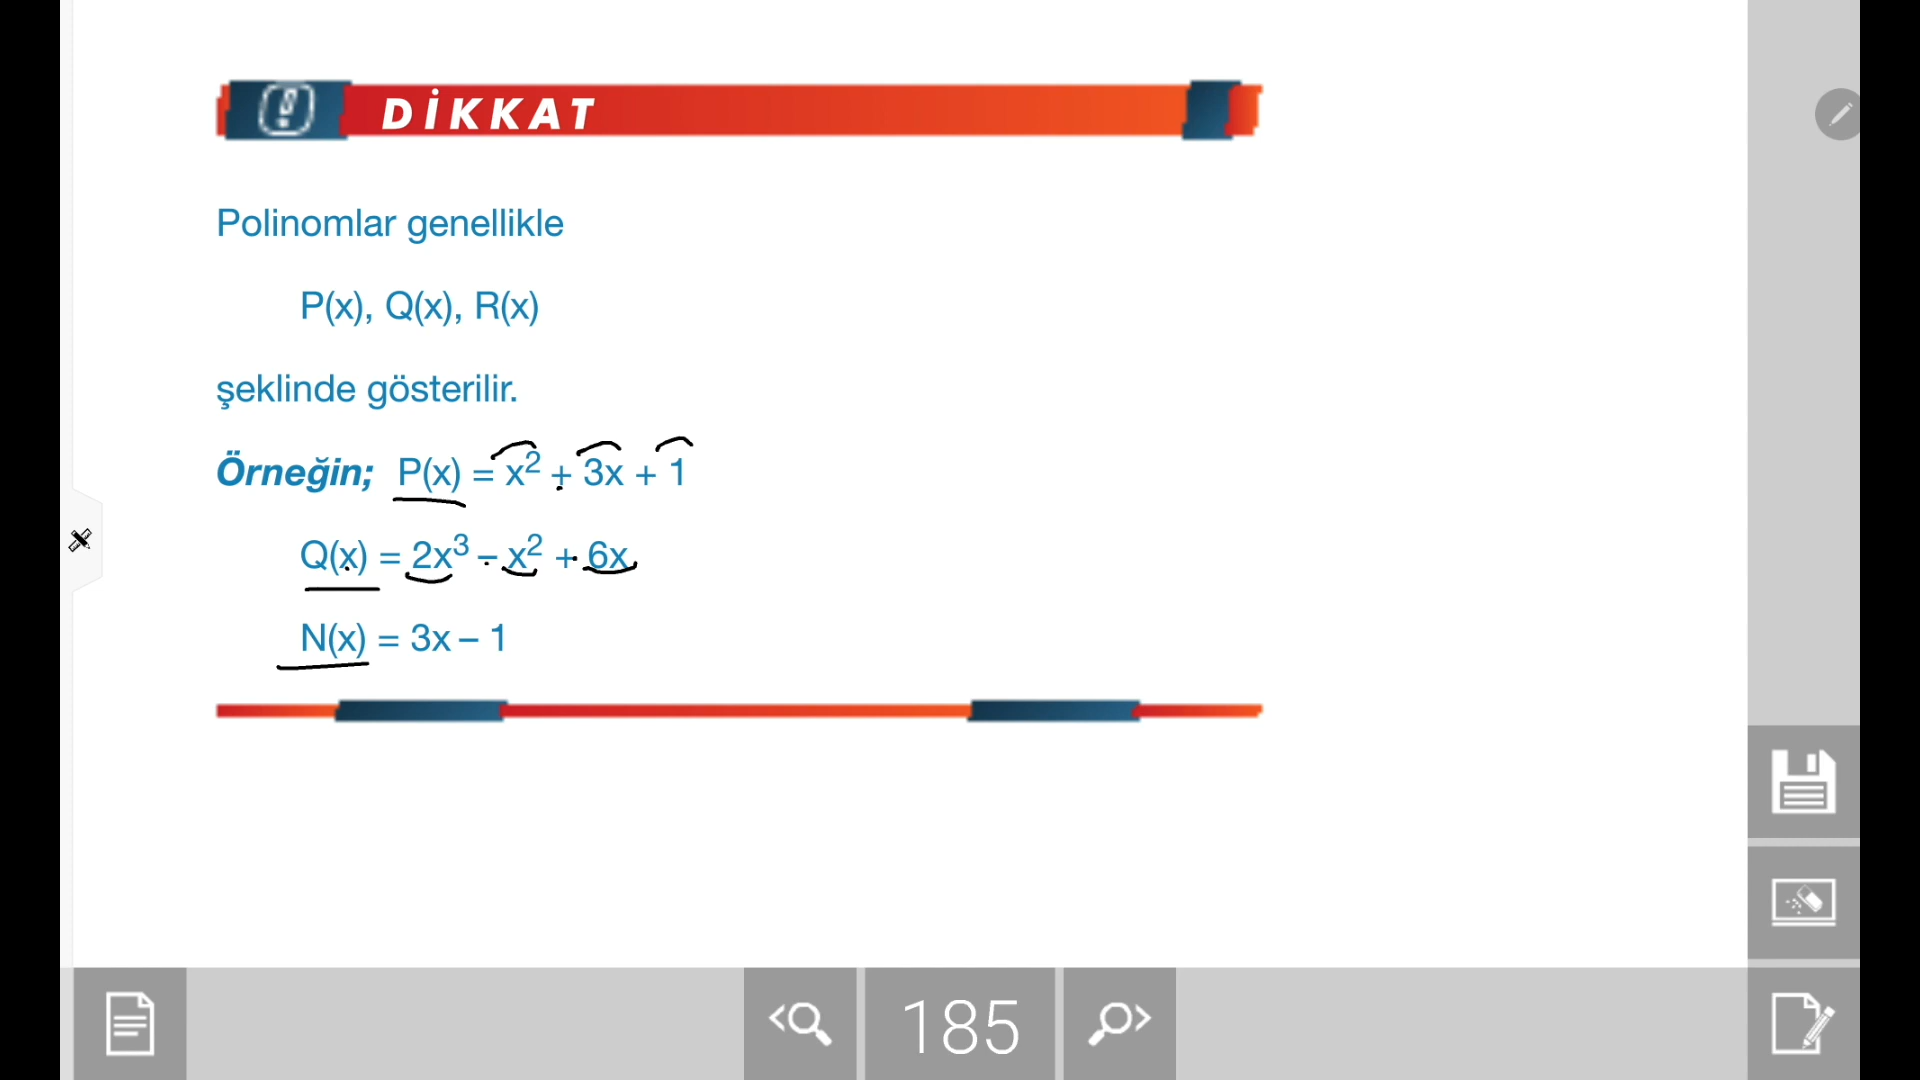 DİKKAT
Polinomlar genellikle
P(x), Q(x), R(x)
şeklinde gösterilir.
Örneğin; P(x) = x² + 3x + 1
Q(x) = 2x³ – x² + 6x
N(x) = 3x – 1
185